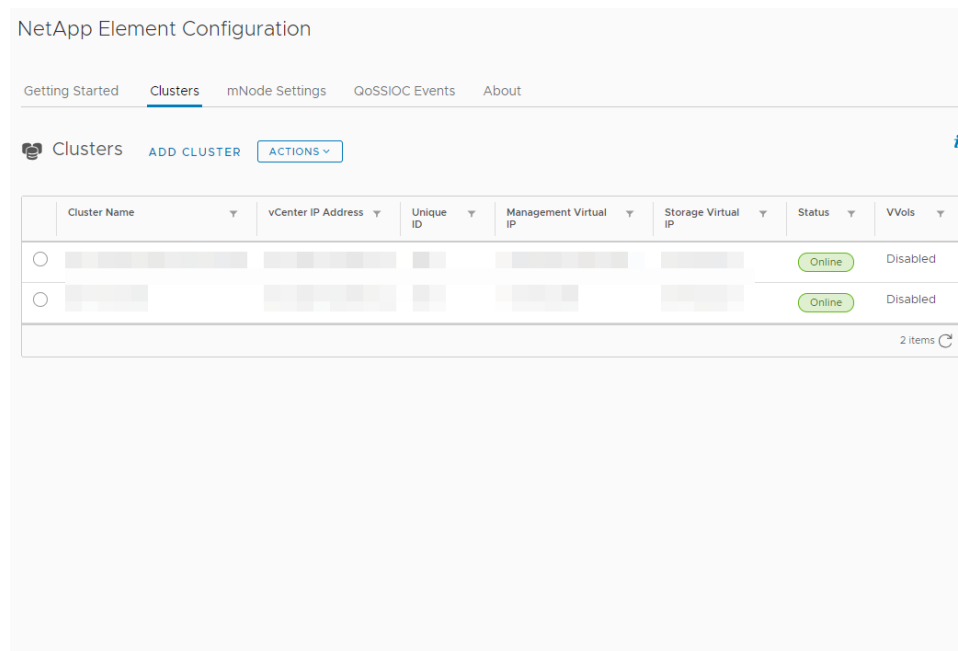 NetApp Element Configuration
Getting Started Clusters mNode Settings QoSSIOC Events About
Clusters ADD CLUSTER ACTIONS
Cluster Name vCenter IP Address Unique ID Management Virtual IP Storage Virtual IP Status VVols
Online Disabled
Online Disabled
2 items